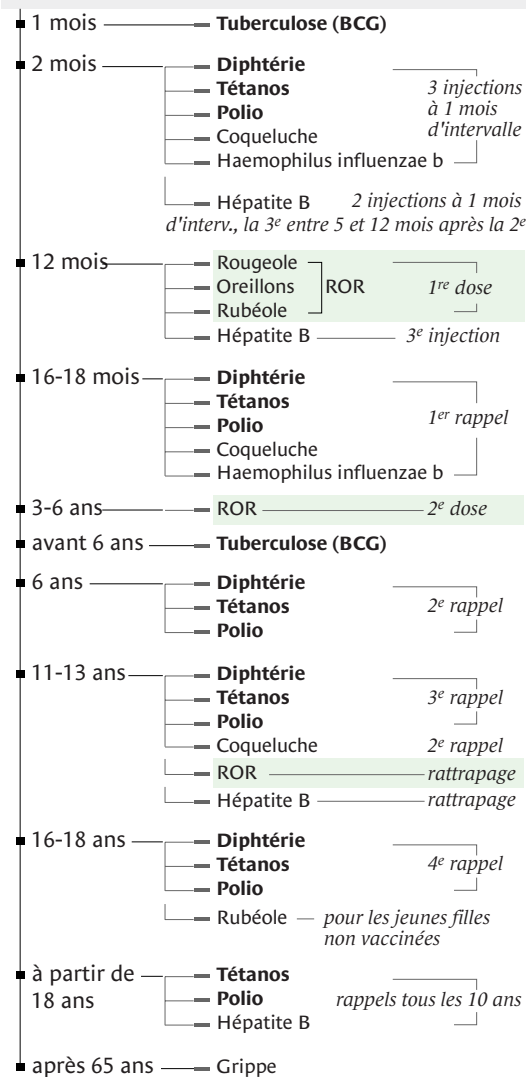 1 mois Tuberculose (BCG)
2 mois Diphtérie
Tétanos 3 injections
Polio à 1 mois
Coqueluche d'intervalle
Haemophilus influenzae b
Hépatite B 2 injections à 1 mois
d'interv., la 3e entre 5 et 12 mois après la 2e
12 mois Rougeole
Oreillons ROR 1re dose
Rubéole
Hépatite B 3e injection
16-18 mois Diphtérie
Tétanos
Polio 1er rappel
Coqueluche
Haemophilus influenzae b
3-6 ans ROR 2e dose
avant 6 ans Tuberculose (BCG)
6 ans Diphtérie
Tétanos 2e rappel
Polio
11-13 ans Diphtérie
Tétanos 3e rappel
Polio
Coqueluche 2e rappel
ROR rattrapage
Hépatite B rattrapage
16-18 ans Diphtérie
Tétanos 4e rappel
Polio
Rubéole pour les jeunes filles
non vaccinées
à partir de Tétanos
18 ans Polio rappels tous les 10 ans
Hépatite B
après 65 ans Grippe